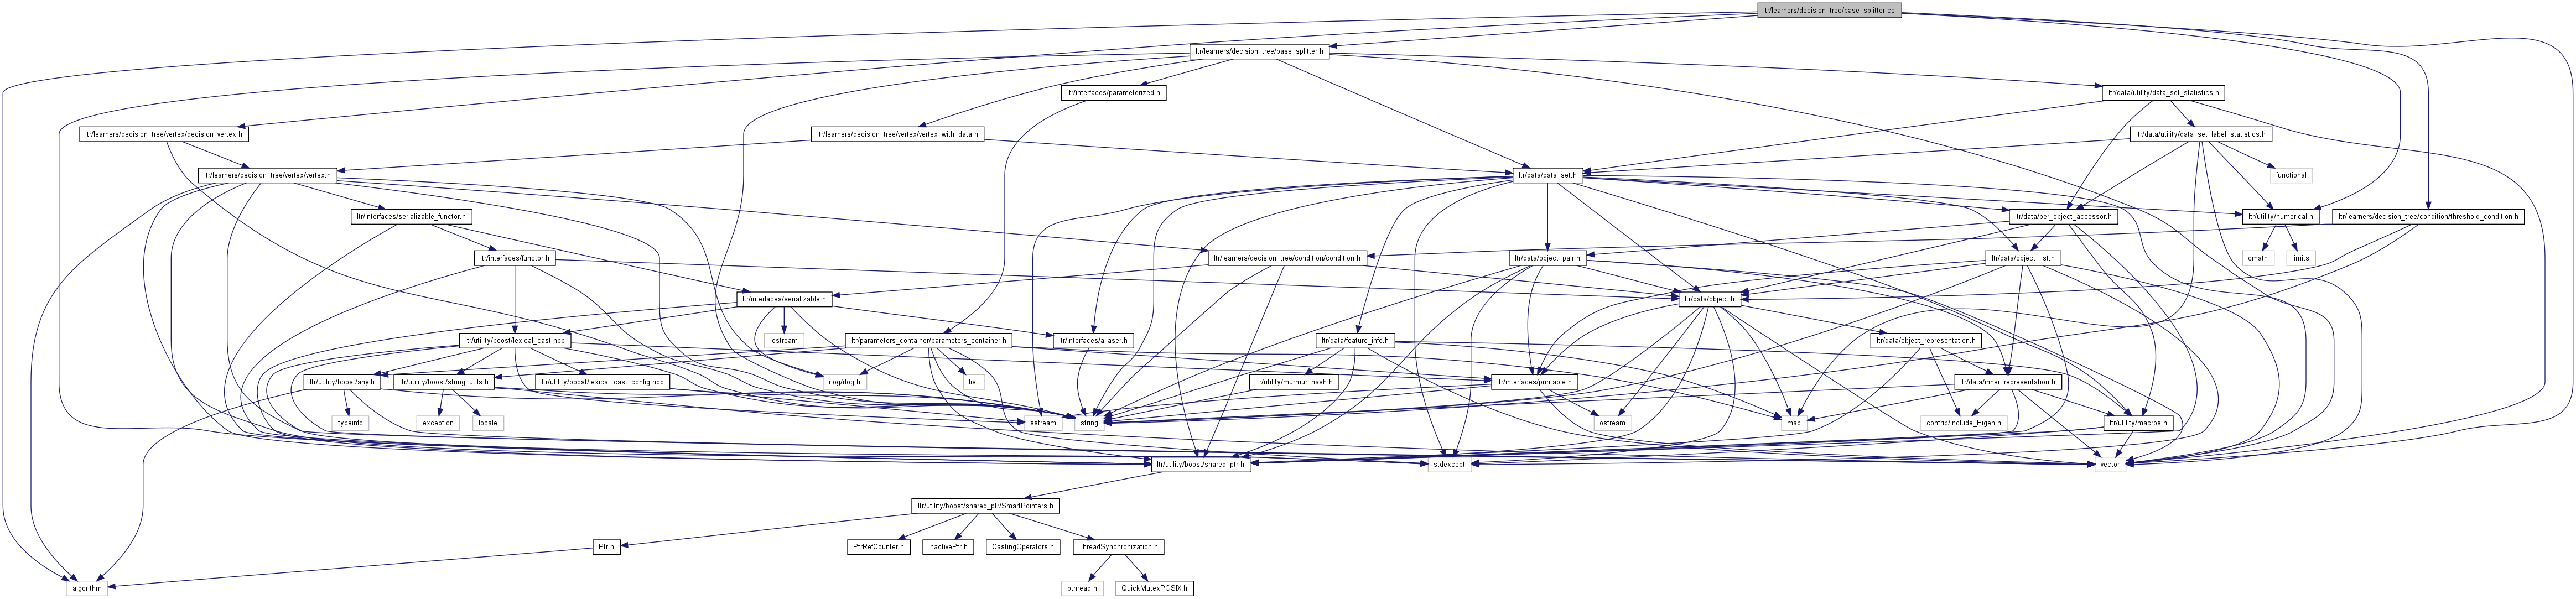 ltr/learners/decision_tree/base_splitter.cc
ltr/learners/decision_tree/base_splitter.h
ltr/interfaces/parameterized.h
ltr/data/utility/data_set_statistics.h
ltr/learners/decision_tree/vertex/decision_vertex.h
ltr/learners/decision_tree/vertex/vertex_with_data.h
ltr/data/utility/data_set_label_statistics.h
ltr/learners/decision_tree/vertex/vertex.h
ltr/data/data_set.h
functional
ltr/interfaces/serializable_functor.h
ltr/data/per_object_accessor.h
ltr/utility/numerical.h
ltr/learners/decision_tree/condition/threshold_condition.h
ltr/interfaces/functor.h
ltr/learners/decision_tree/condition/condition.h
ltr/data/object_pair.h
ltr/data/object_list.h
cmath
limits
ltr/interfaces/serializable.h
ltr/data/object.h
ltr/utility/boost/lexical_cast.hpp
iostream
ltr/parameters_container/parameters_container.h
ltr/interfaces/aliaser.h
ltr/data/feature_info.h
ltr/data/object_representation.h
ltr/utility/boost/any.h
ltr/utility/boost/string_utils.h
ltr/utility/boost/lexical_cast_config.hpp
rlog/rlog.h
list
ltr/utility/murmur_hash.h
ltr/interfaces/printable.h
ltr/data/inner_representation.h
typeinfo
exception
locale
sstream
string
ostream
map
contrib/include_Eigen.h
ltr/utility/macros.h
ltr/utility/boost/shared_ptr.h
stdexcept
vector
ltr/utility/boost/shared_ptr/SmartPointers.h
Ptr.h
PtrRefCounter.h
InactivePtr.h
CastingOperators.h
ThreadSynchronization.h
algorithm
pthread.h
QuickMutexPOSIX.h